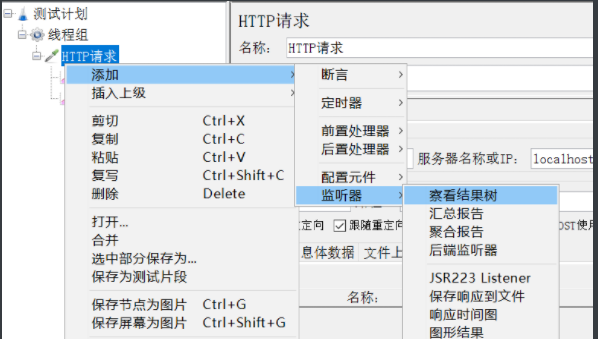 测试计划
线程组
HTTP请求
HTTP请求
名称： HTTP请求
添加
插入上级
剪切 Ctrl+X
复制 Ctrl+C
粘贴 Ctrl+V
复写 Ctrl+Shift+C
删除 Delete
打开...
合并
选中部分保存为...
保存为测试片段
保存节点为图片 Ctrl+G
保存屏幕为图片 Ctrl+Shift+G
断言
定时器
前置处理器
后置处理器
配置元件
监听器
服务器名称或IP： localhost
定向 跟随重定向
OST使用
息体数据 文件上
名称：
察看结果树
汇总报告
聚合报告
后端监听器
JSR223 Listener
保存响应到文件
响应时间图
图形结果